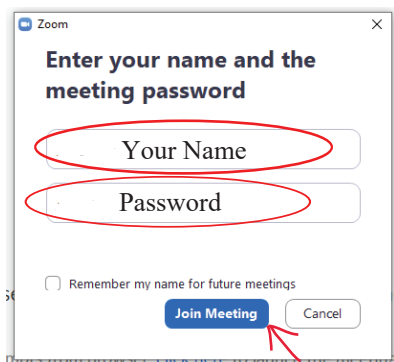 Zoom
Enter your name and the
meeting password
Your Name
Password
Remember my name for future meetings
Join Meeting
Cancel